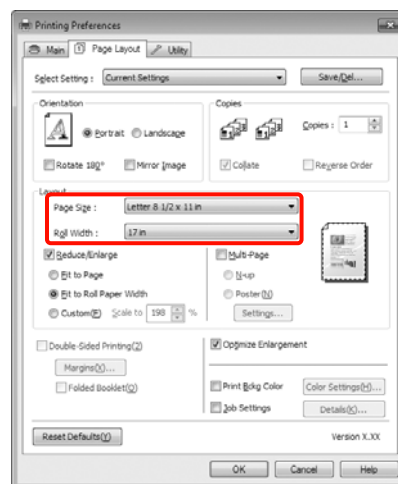 Printing Preferences
Main Page Layout Utility
Select Setting : Current Settings Save/Del...
Orientation Copies
A Portrait Landscape Copies : 1
Rotate 180° Mirror Image Collate Reverse Order
Layout
Page Size : Letter 8 1/2 x 11 in
Roll Width : 17 in
Reduce/Enlarge Multi-Page
Fit to Page N-up
Fit to Roll Paper Width Poster(N)
Custom(F) Scale to 198 % Settings...
Double-Sided Printing(2) Optimize Enlargement
Margins(X)...
Folded Booklet(Q) Print Bckg Color Color Settings(H)...
Job Settings Details(K)...
Reset Defaults(Y) Version X.XX
OK Cancel Help